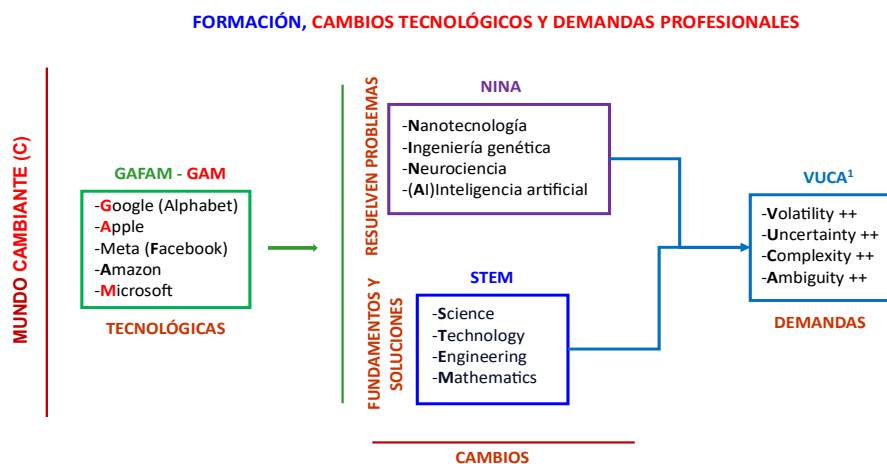 FORMACIÓN, CAMBIOS TECNOLÓGICOS Y DEMANDAS PROFESIONALES
MUNDO CAMBIANTE (C)
GAFAM - GAM
-Google (Alphabet)
-Apple
-Meta (Facebook)
-Amazon
-Microsoft
TECNOLÓGICAS
RESUELVEN PROBLEMAS
NINA
-Nanotecnología
-Ingeniería genética
-Neurociencia
-(AI)Inteligencia artificial
FUNDAMENTOS Y
SOLUCIONES
STEM
-Science
-Technology
-Engineering
-Mathematics
CAMBIOS
VUCA¹
-Volatility ++
-Uncertainty ++
-Complexity ++
-Ambiguity ++
DEMANDAS